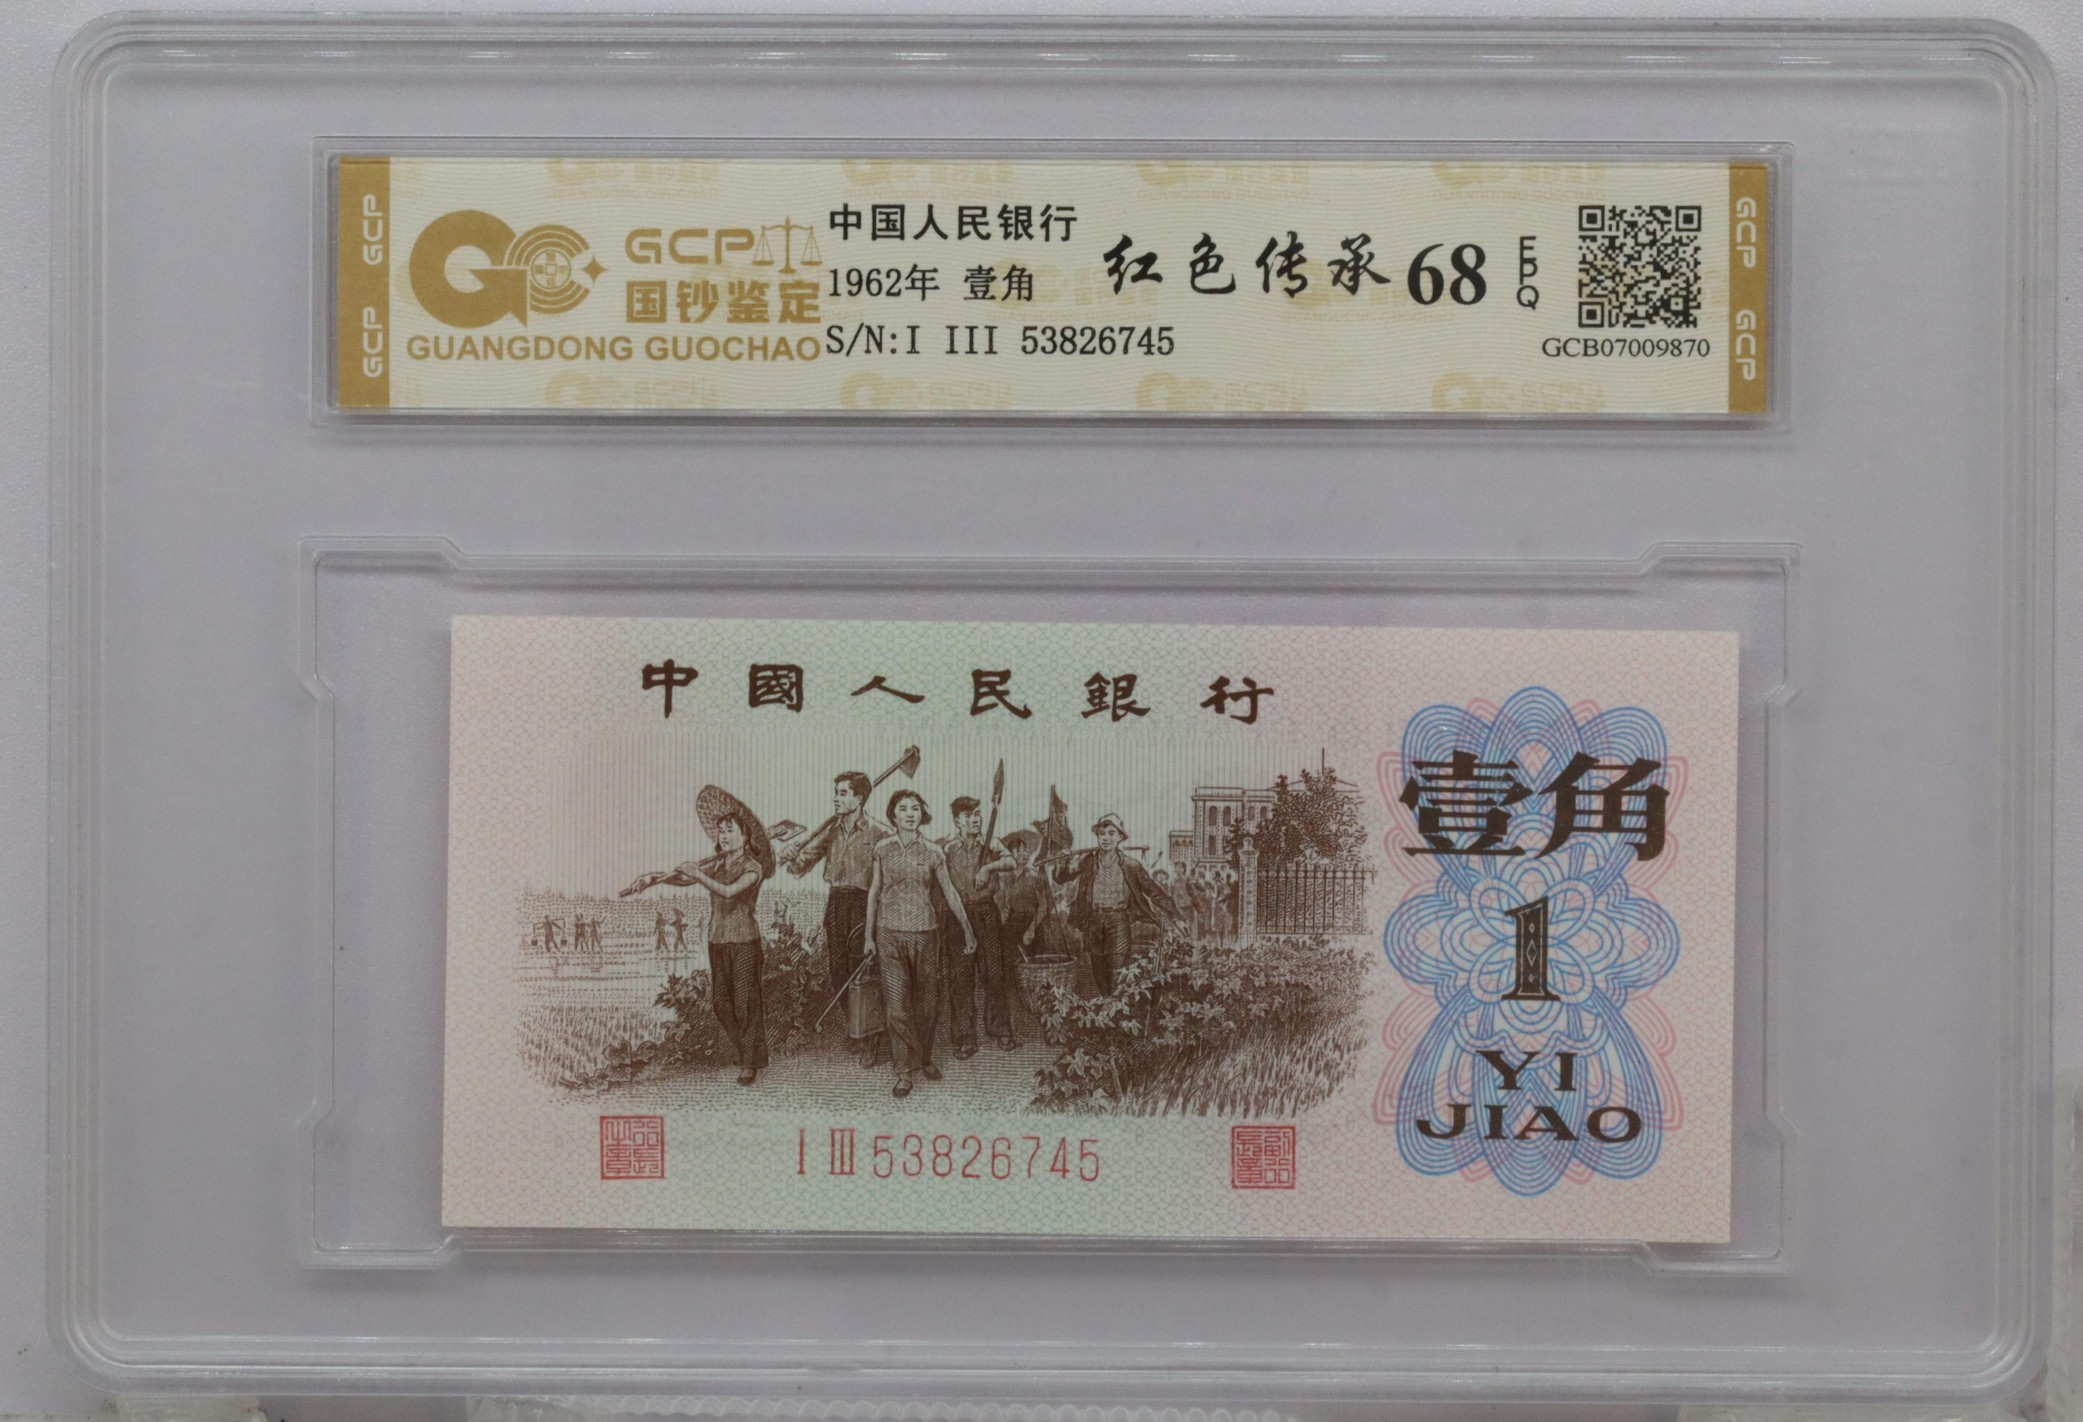 GCP
国钞鉴定
GUANGDONG GUOCHAO
中国人民银行
1962年 壹角
S/N:I III 53826745
红色传承 68 EPQ
GCB07009870
GCP
GCP
GCP
GCP
中國人民銀行
壹角
1
YI
JIAO
I III 53826745